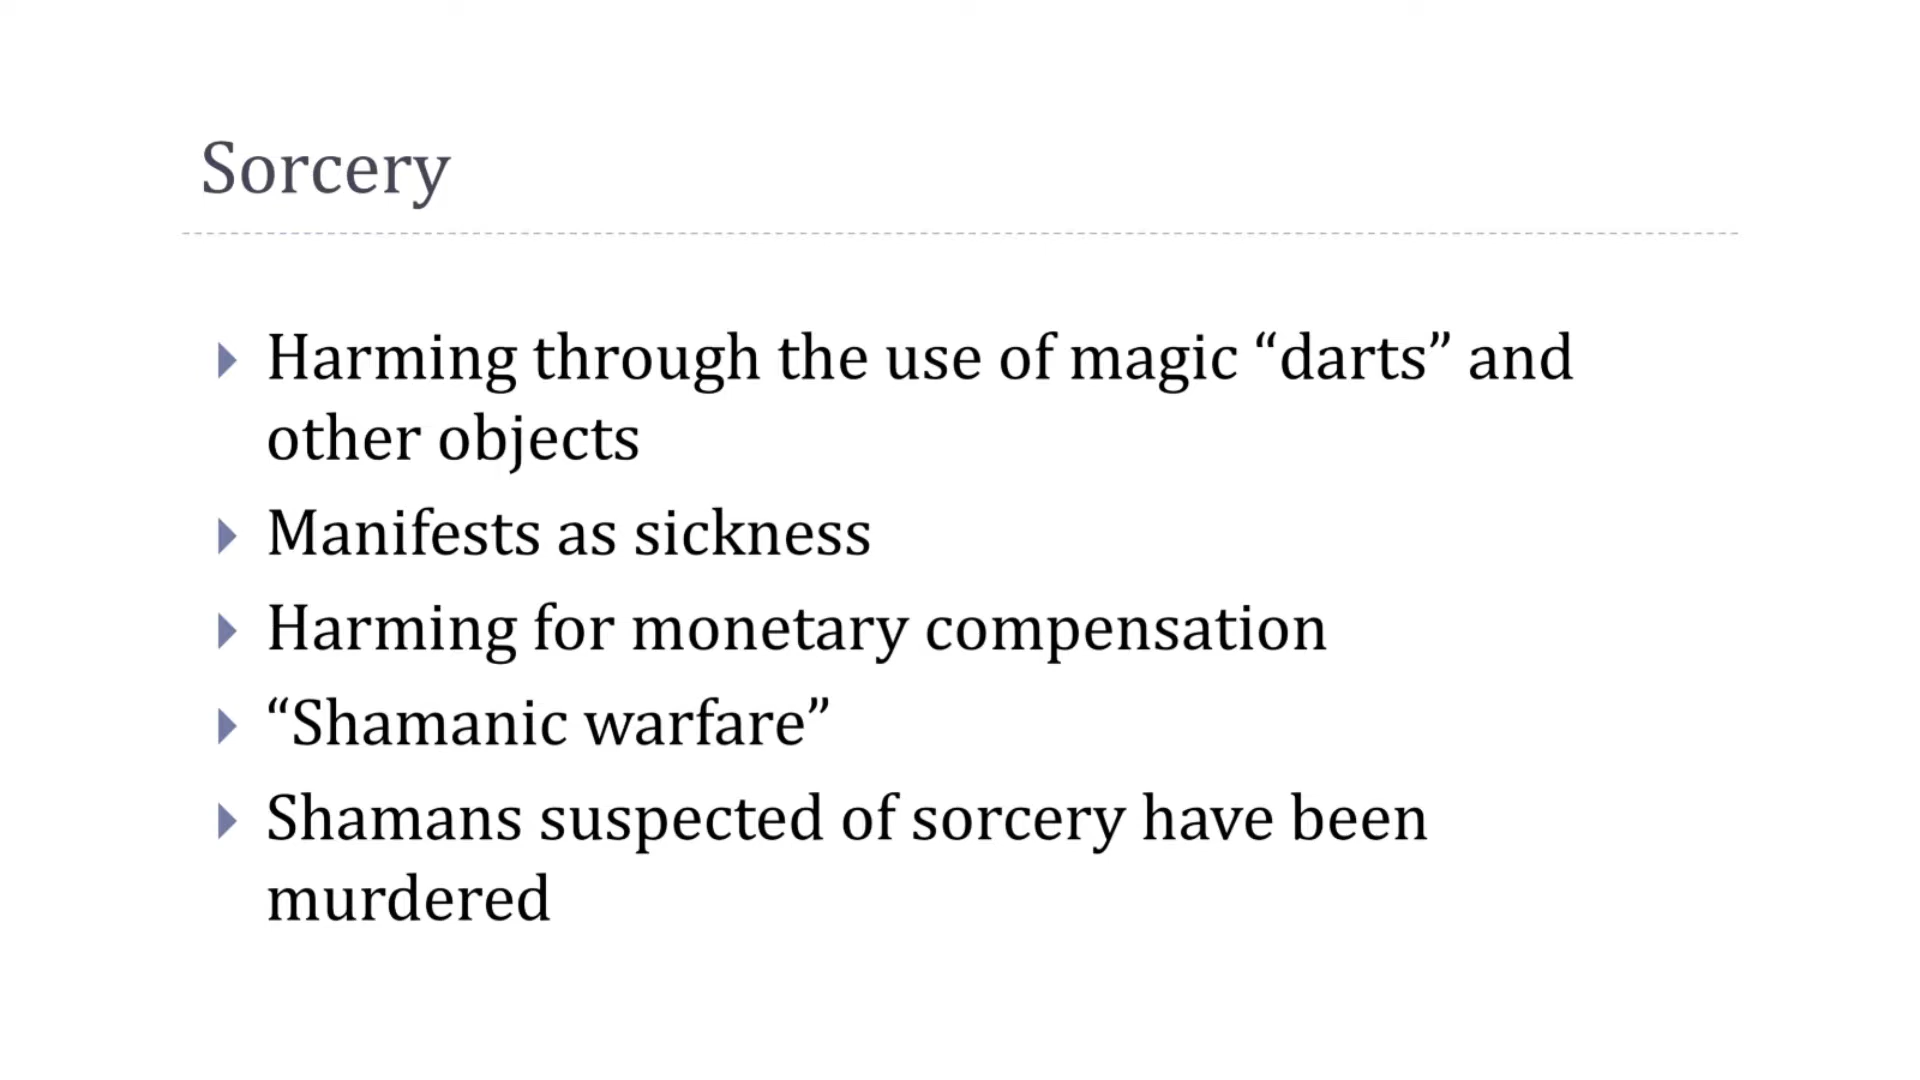 Sorcery
Harming through the use of magic “darts” and
other objects
Manifests as sickness
Harming for monetary compensation
“Shamanic warfare”
Shamans suspected of sorcery have been
murdered